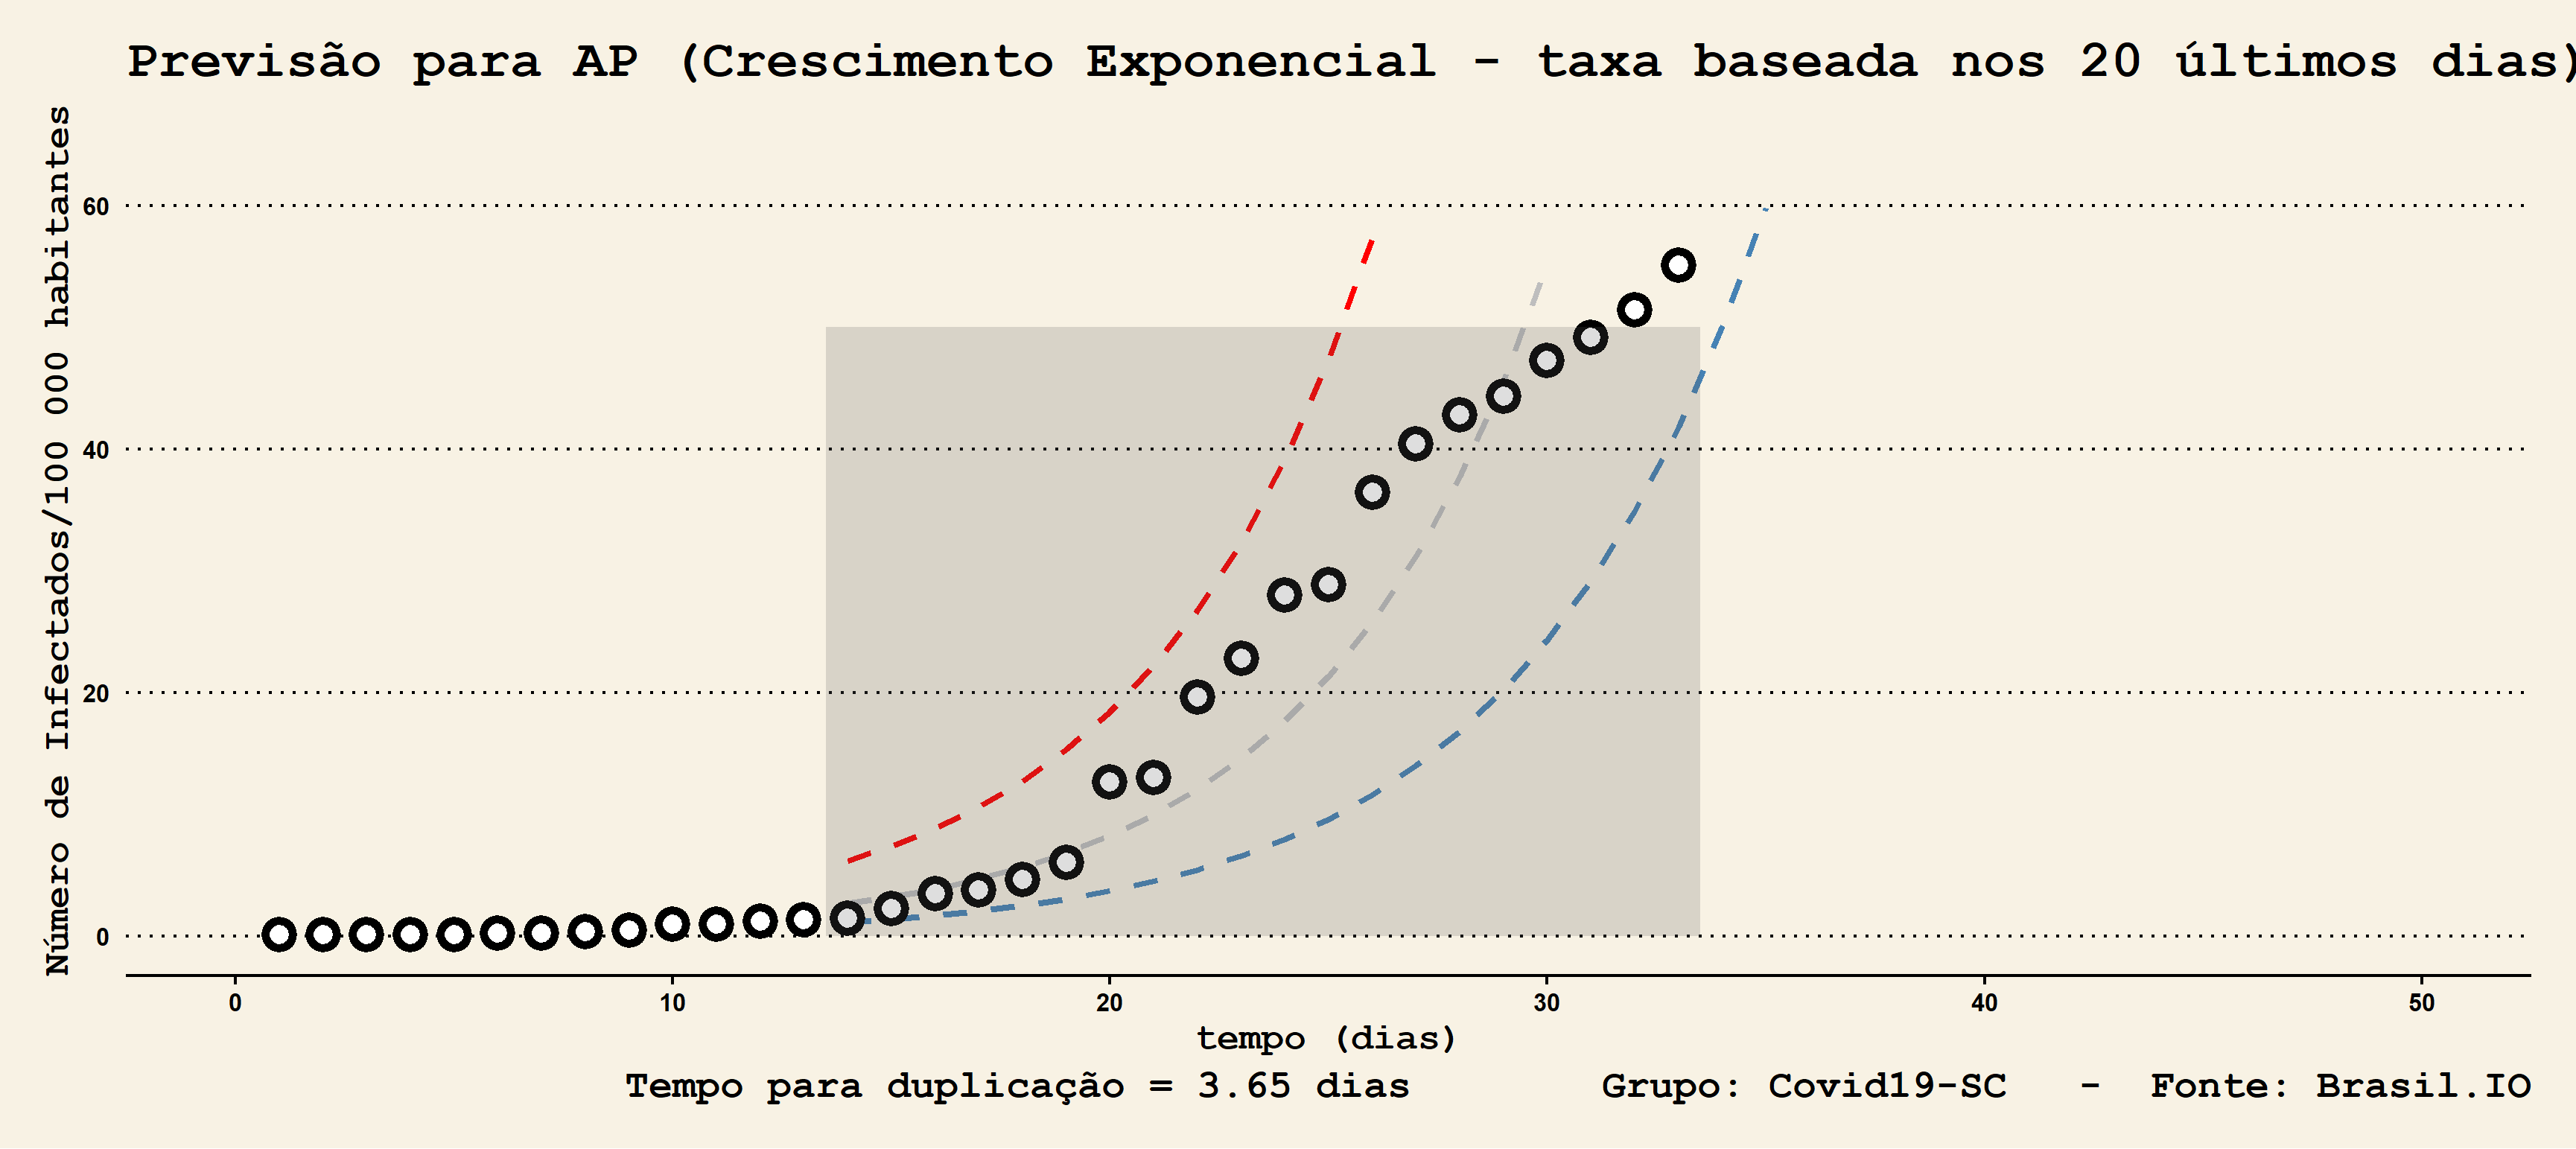 Previsão para AP (Crescimento Exponencial - taxa baseada nos 20 últimos dias)
Número de Infectados/100 000 habitantes
60
40
20
0
0 10 20 30 40 50
tempo (dias)
Tempo para duplicação = 3.65 dias Grupo: Covid19-SC - Fonte: Brasil.IO